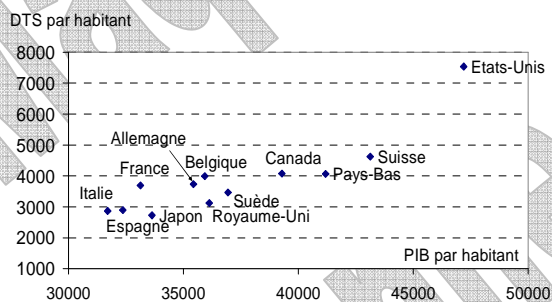 DTS par habitant
8000
7000
Etats-Unis
6000
Allemagne
5000
France
Belgique
Canada
Suisse
4000
Pays-Bas
Italie
3000
Suède
Espagne
Japon
Royaume-Uni
2000
PIB par habitant
1000
30000 35000 40000 45000 50000